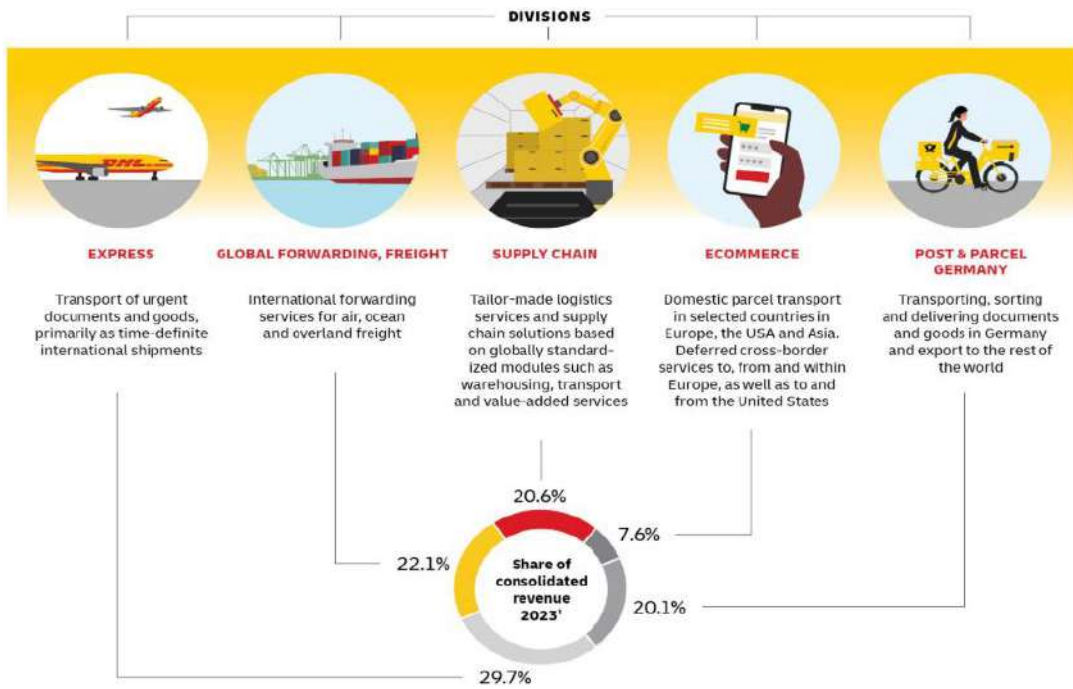 DIVISIONS
DHL
EXPRESS
Transport of urgent
documents and goods,
primarily as time-definite
international shipments
GLOBAL FORWARDING, FREIGHT
International forwarding
services for air, ocean
and overland freight
SUPPLY CHAIN
Tailor-made logistics
services and supply
chain solutions based
on globally standard-
ized modules such as
warehousing, transport
and value-added services
ECOMMERCE
Domestic parcel transport
in selected countries in
Europe, the USA and Asia.
Deferred cross-border
services to, from and within
Europe, as well as to and
from the United States
POST & PARCEL
GERMANY
Transporting, sorting
and delivering documents
and goods in Germany
and export to the rest of
the world
20.6%
7.6%
22.1%
Share of
consolidated
revenue
2023¹
20.1%
29.7%